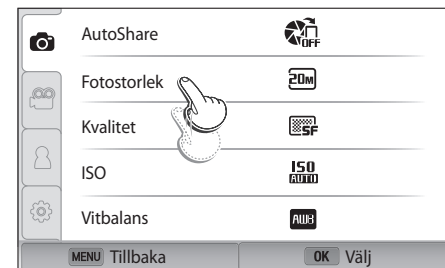 AutoShare OFF
Fotostorlek 20M
Kvalitet SF
ISO ISO AUTO
Vitbalans AWB
MENU Tillbaka OK Välj